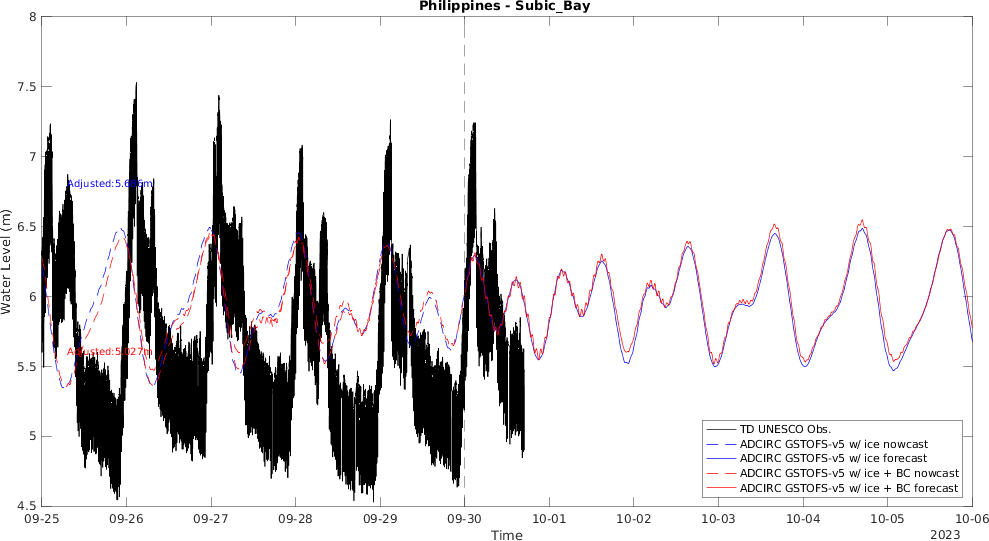 Philippines - Subic_Bay
8
7.5
7
6.5
6
5.5
5
4.5
Water Level (m)
Adjusted:5.027m
TD UNESCO Obs.
ADCIRC GSTOFS-v5 w/ ice nowcast
ADCIRC GSTOFS-v5 w/ ice forecast
ADCIRC GSTOFS-v5 w/ ice + BC nowcast
ADCIRC GSTOFS-v5 w/ ice + BC forecast
09-25 09-26 09-27 09-28 09-29 09-30 10-01 10-02 10-03 10-04 10-05 10-06
Time
2023